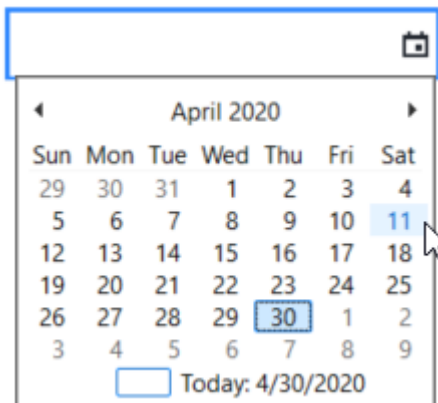 April 2020
Sun Mon Tue Wed Thu Fri Sat
29 30 31 1 2 3 4
5 6 7 8 9 10 11
12 13 14 15 16 17 18
19 20 21 22 23 24 25
26 27 28 29 30 1 2
3 4 5 6 7 8 9
Today: 4/30/2020